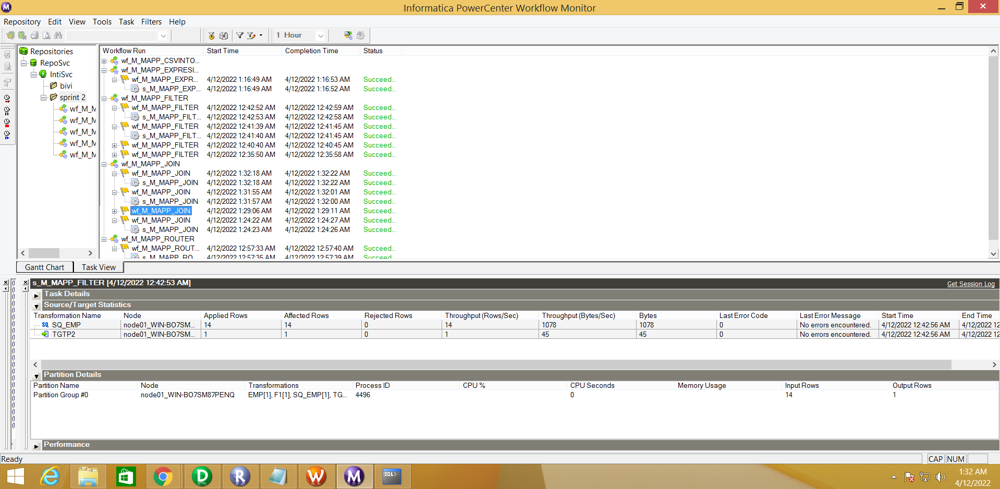 Informatica PowerCenter Workflow Monitor
Repository Edit View Tools Task Filters Help
1 Hour
Repositories
RepoSvc
IntiSvc
bivi
sprint 2
wf_M_M
wf_M_M
wf_M_M
wf_M_M
wf_M_M
Workflow Run Start Time Completion Time Status
wf_M_MAPP_CSVINTO...
wf_M_MAPP_EXPRESI...
wf_M_MAPP_EXPR... 4/12/2022 1:16:49 AM 4/12/2022 1:16:53 AM Succeed...
s_M_MAPP_EXP... 4/12/2022 1:16:49 AM 4/12/2022 1:16:52 AM Succeed...
wf_M_MAPP_FILTER
wf_M_MAPP_FILTER 4/12/2022 12:42:52 AM 4/12/2022 12:42:59 AM Succeed...
s_M_MAPP_FILT... 4/12/2022 12:42:53 AM 4/12/2022 12:42:58 AM Succeed...
wf_M_MAPP_FILTER 4/12/2022 12:41:39 AM 4/12/2022 12:41:45 AM Succeed...
s_M_MAPP_FILT... 4/12/2022 12:41:40 AM 4/12/2022 12:41:45 AM Succeed...
wf_M_MAPP_FILTER 4/12/2022 12:40:40 AM 4/12/2022 12:40:45 AM Succeed...
wf_M_MAPP_FILTER 4/12/2022 12:35:50 AM 4/12/2022 12:35:58 AM Succeed...
wf_M_MAPP_JOIN
wf_M_MAPP_JOIN 4/12/2022 1:32:18 AM 4/12/2022 1:32:22 AM Succeed...
s_M_MAPP_JOIN 4/12/2022 1:32:18 AM 4/12/2022 1:32:22 AM Succeed...
wf_M_MAPP_JOIN 4/12/2022 1:31:55 AM 4/12/2022 1:32:01 AM Succeed...
s_M_MAPP_JOIN 4/12/2022 1:31:57 AM 4/12/2022 1:32:00 AM Succeed...
wf_M_MAPP_JOIN 4/12/2022 1:29:06 AM 4/12/2022 1:29:11 AM Succeed...
wf_M_MAPP_JOIN 4/12/2022 1:24:22 AM 4/12/2022 1:24:27 AM Succeed...
s_M_MAPP_JOIN 4/12/2022 1:24:23 AM 4/12/2022 1:24:26 AM Succeed...
wf_M_MAPP_ROUTER
wf_M_MAPP_ROUT... 4/12/2022 12:57:33 AM 4/12/2022 12:57:40 AM Succeed...
s_M_MAPP_RO... 4/12/2022 12:57:35 AM 4/12/2022 12:57:39 AM Succeed...
Gantt Chart Task View
s_M_MAPP_FILTER [4/12/2022 12:42:53 AM] Get Session Log
Task Details
Source/Target Statistics
Transformation Name Node Applied Rows Affected Rows Rejected Rows Throughput (Rows/Sec) Throughput (Bytes/Sec) Bytes Last Error Code Last Error Message Start Time End Time
SQ SQ_EMP node01_WIN-BO7SM... 14 14 0 14 1078 1078 0 No errors encountered. 4/12/2022 12:42:56 AM 4/12/2022 12
TGTP2 node01_WIN-BO7SM... 1 1 0 1 45 45 0 No errors encountered. 4/12/2022 12:42:56 AM 4/12/2022 12
Partition Details
Partition Name Node Transformations Process ID CPU % CPU Seconds Memory Usage Input Rows Output Rows
Partition Group #0 node01_WIN-BO7SM87PENQ EMP[1], F1[1], SQ_EMP[1], TG... 4496 0 14 1
Performance
Ready CAP NUM
D R W M SQL>
1:32 AM
4/12/2022